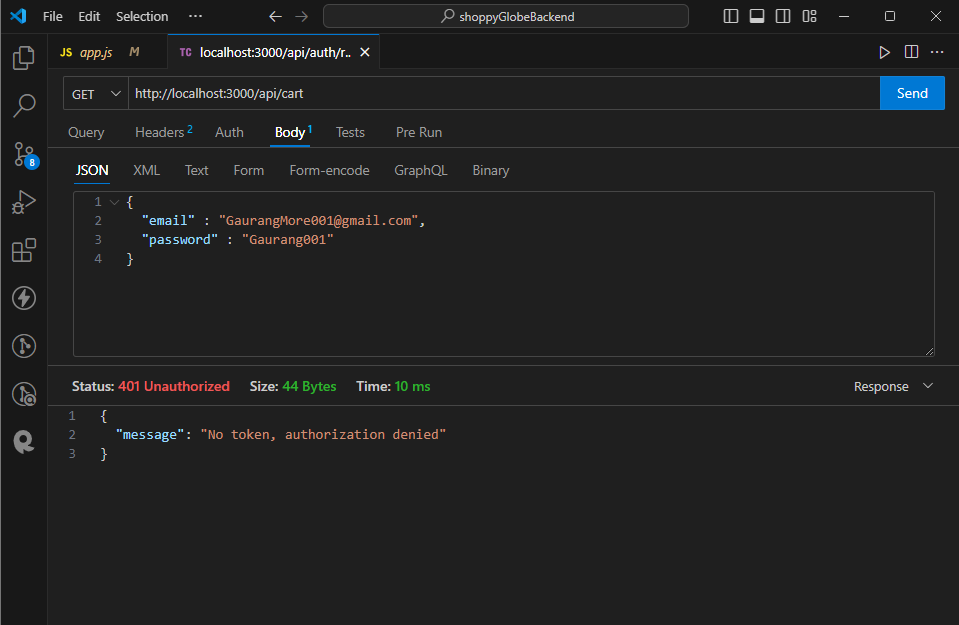 File Edit Selection ··· shoppyGlobeBackend
JS app.js M TC localhost:3000/api/auth/r..
GET http://localhost:3000/api/cart Send
Query Headers 2 Auth Body 1 Tests Pre Run
JSON XML Text Form Form-encode GraphQL Binary
1 {
2 "email" : "GaurangMore001@gmail.com",
3 "password" : "Gaurang001"
4 }
8
Status: 401 Unauthorized Size: 44 Bytes Time: 10 ms Response
1 {
2 "message": "No token, authorization denied"
3 }